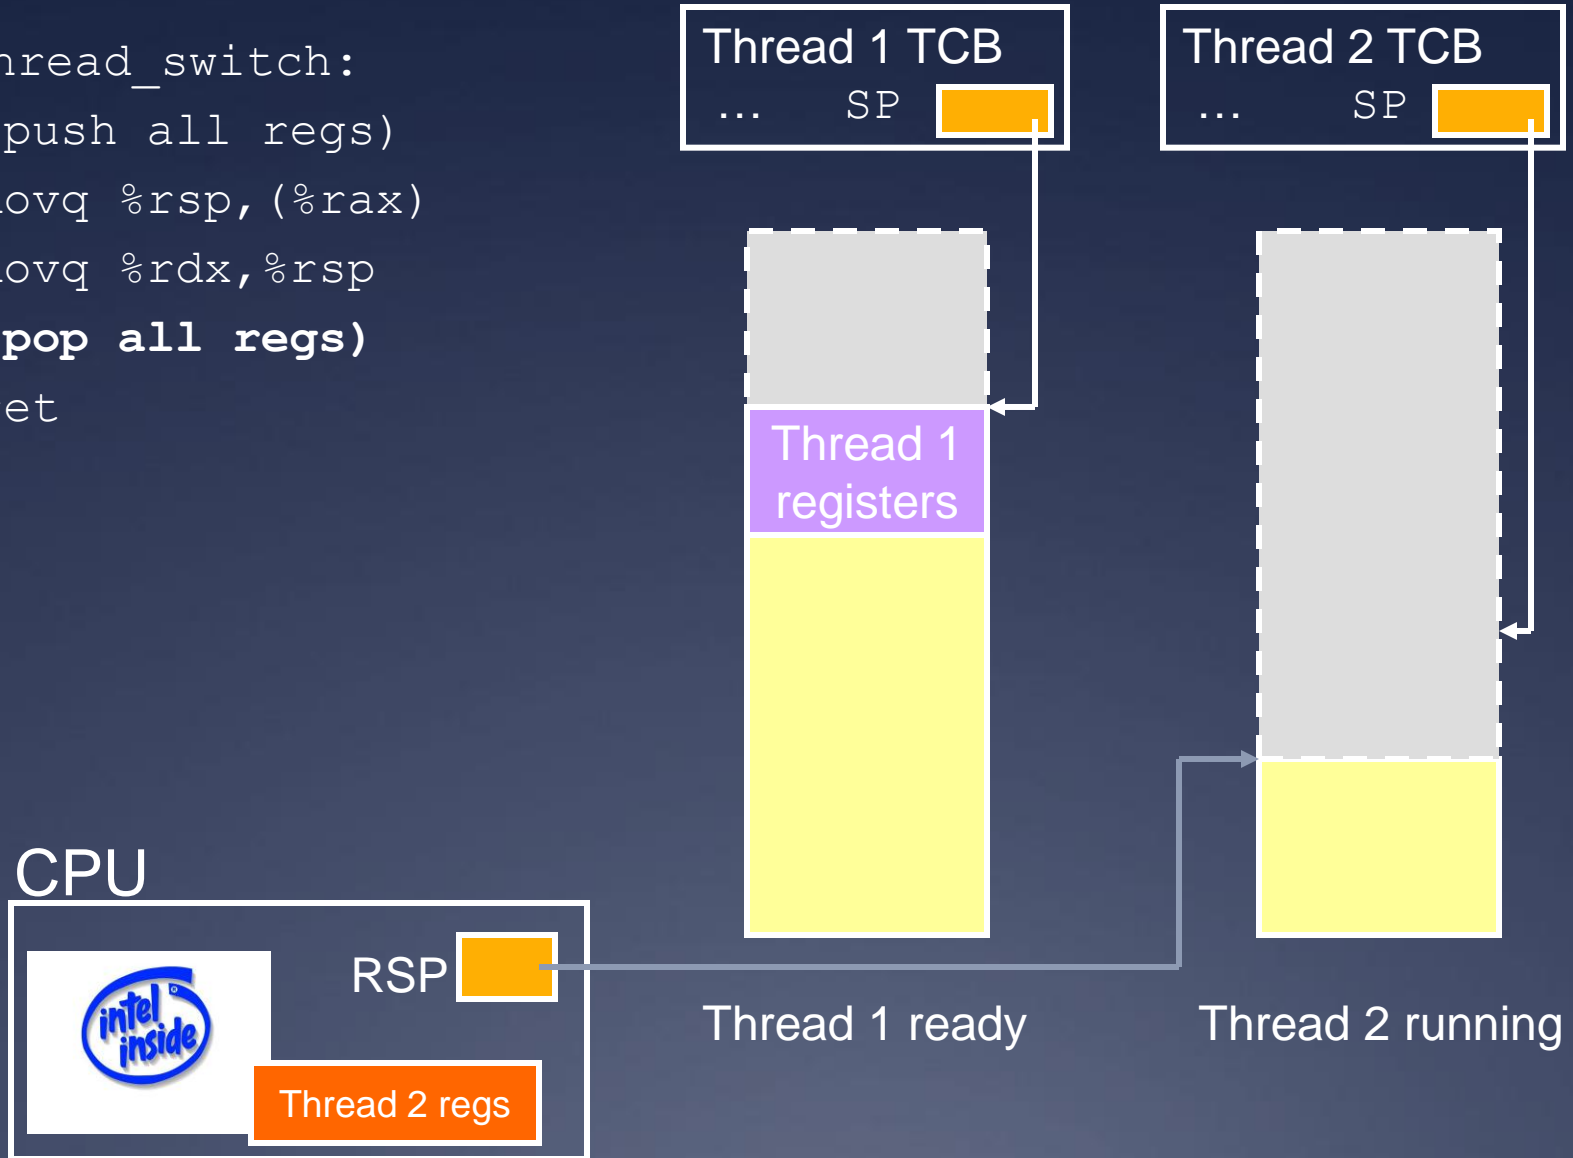 hread_switch:
push all regs)
ovq %rsp,(%rax)
ovq %rdx,%rsp
pop all regs)
et
Thread 1 TCB
... SP
Thread 2 TCB
... SP
Thread 1
registers
CPU
RSP
intel
inside
Thread 2 regs
Thread 1 ready
Thread 2 running